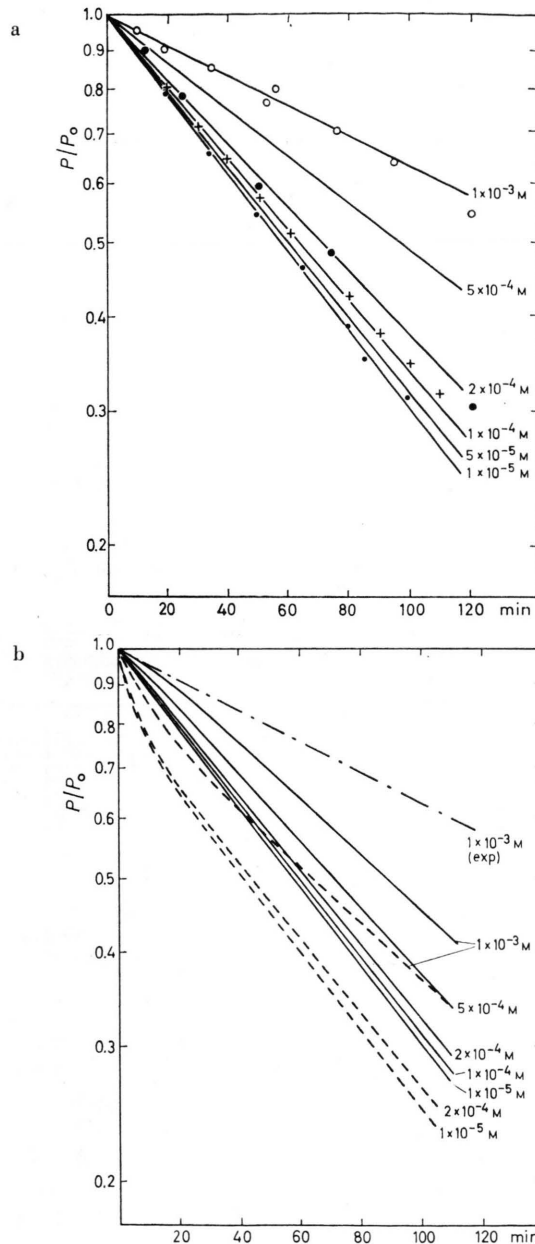 a
1.0
0.9
0.8
0.7
0.6
0.5
0.4
0.3
0.2
P/Po
1×10⁻³ M
5×10⁻⁴ M
2×10⁻⁴ M
1×10⁻⁴ M
5×10⁻⁵ M
1×10⁻⁵ M
0 20 40 60 80 100 120 min
b
1.0
0.9
0.8
0.7
0.6
0.5
0.4
0.3
0.2
P/Po
1×10⁻³ M
(exp)
1×10⁻³ M
5×10⁻⁴ M
2×10⁻⁴ M
1×10⁻⁴ M
1×10⁻⁵ M
2×10⁻⁴ M
1×10⁻⁵ M
20 40 60 80 100 120 min